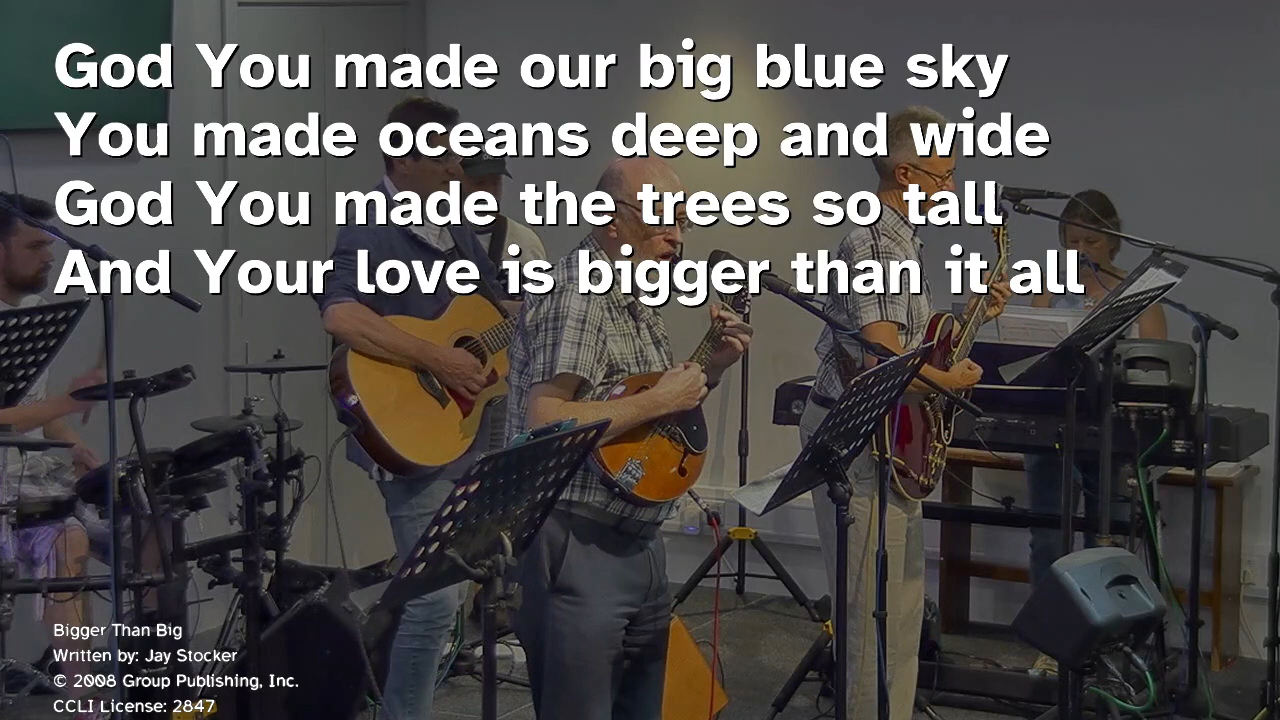 God You made our big blue sky
You made oceans deep and wide
God You made the trees so tall
And Your love is bigger than it all
Bigger Than Big
Written by: Jay Stocker
© 2008 Group Publishing, Inc.
CCLI License: 2847